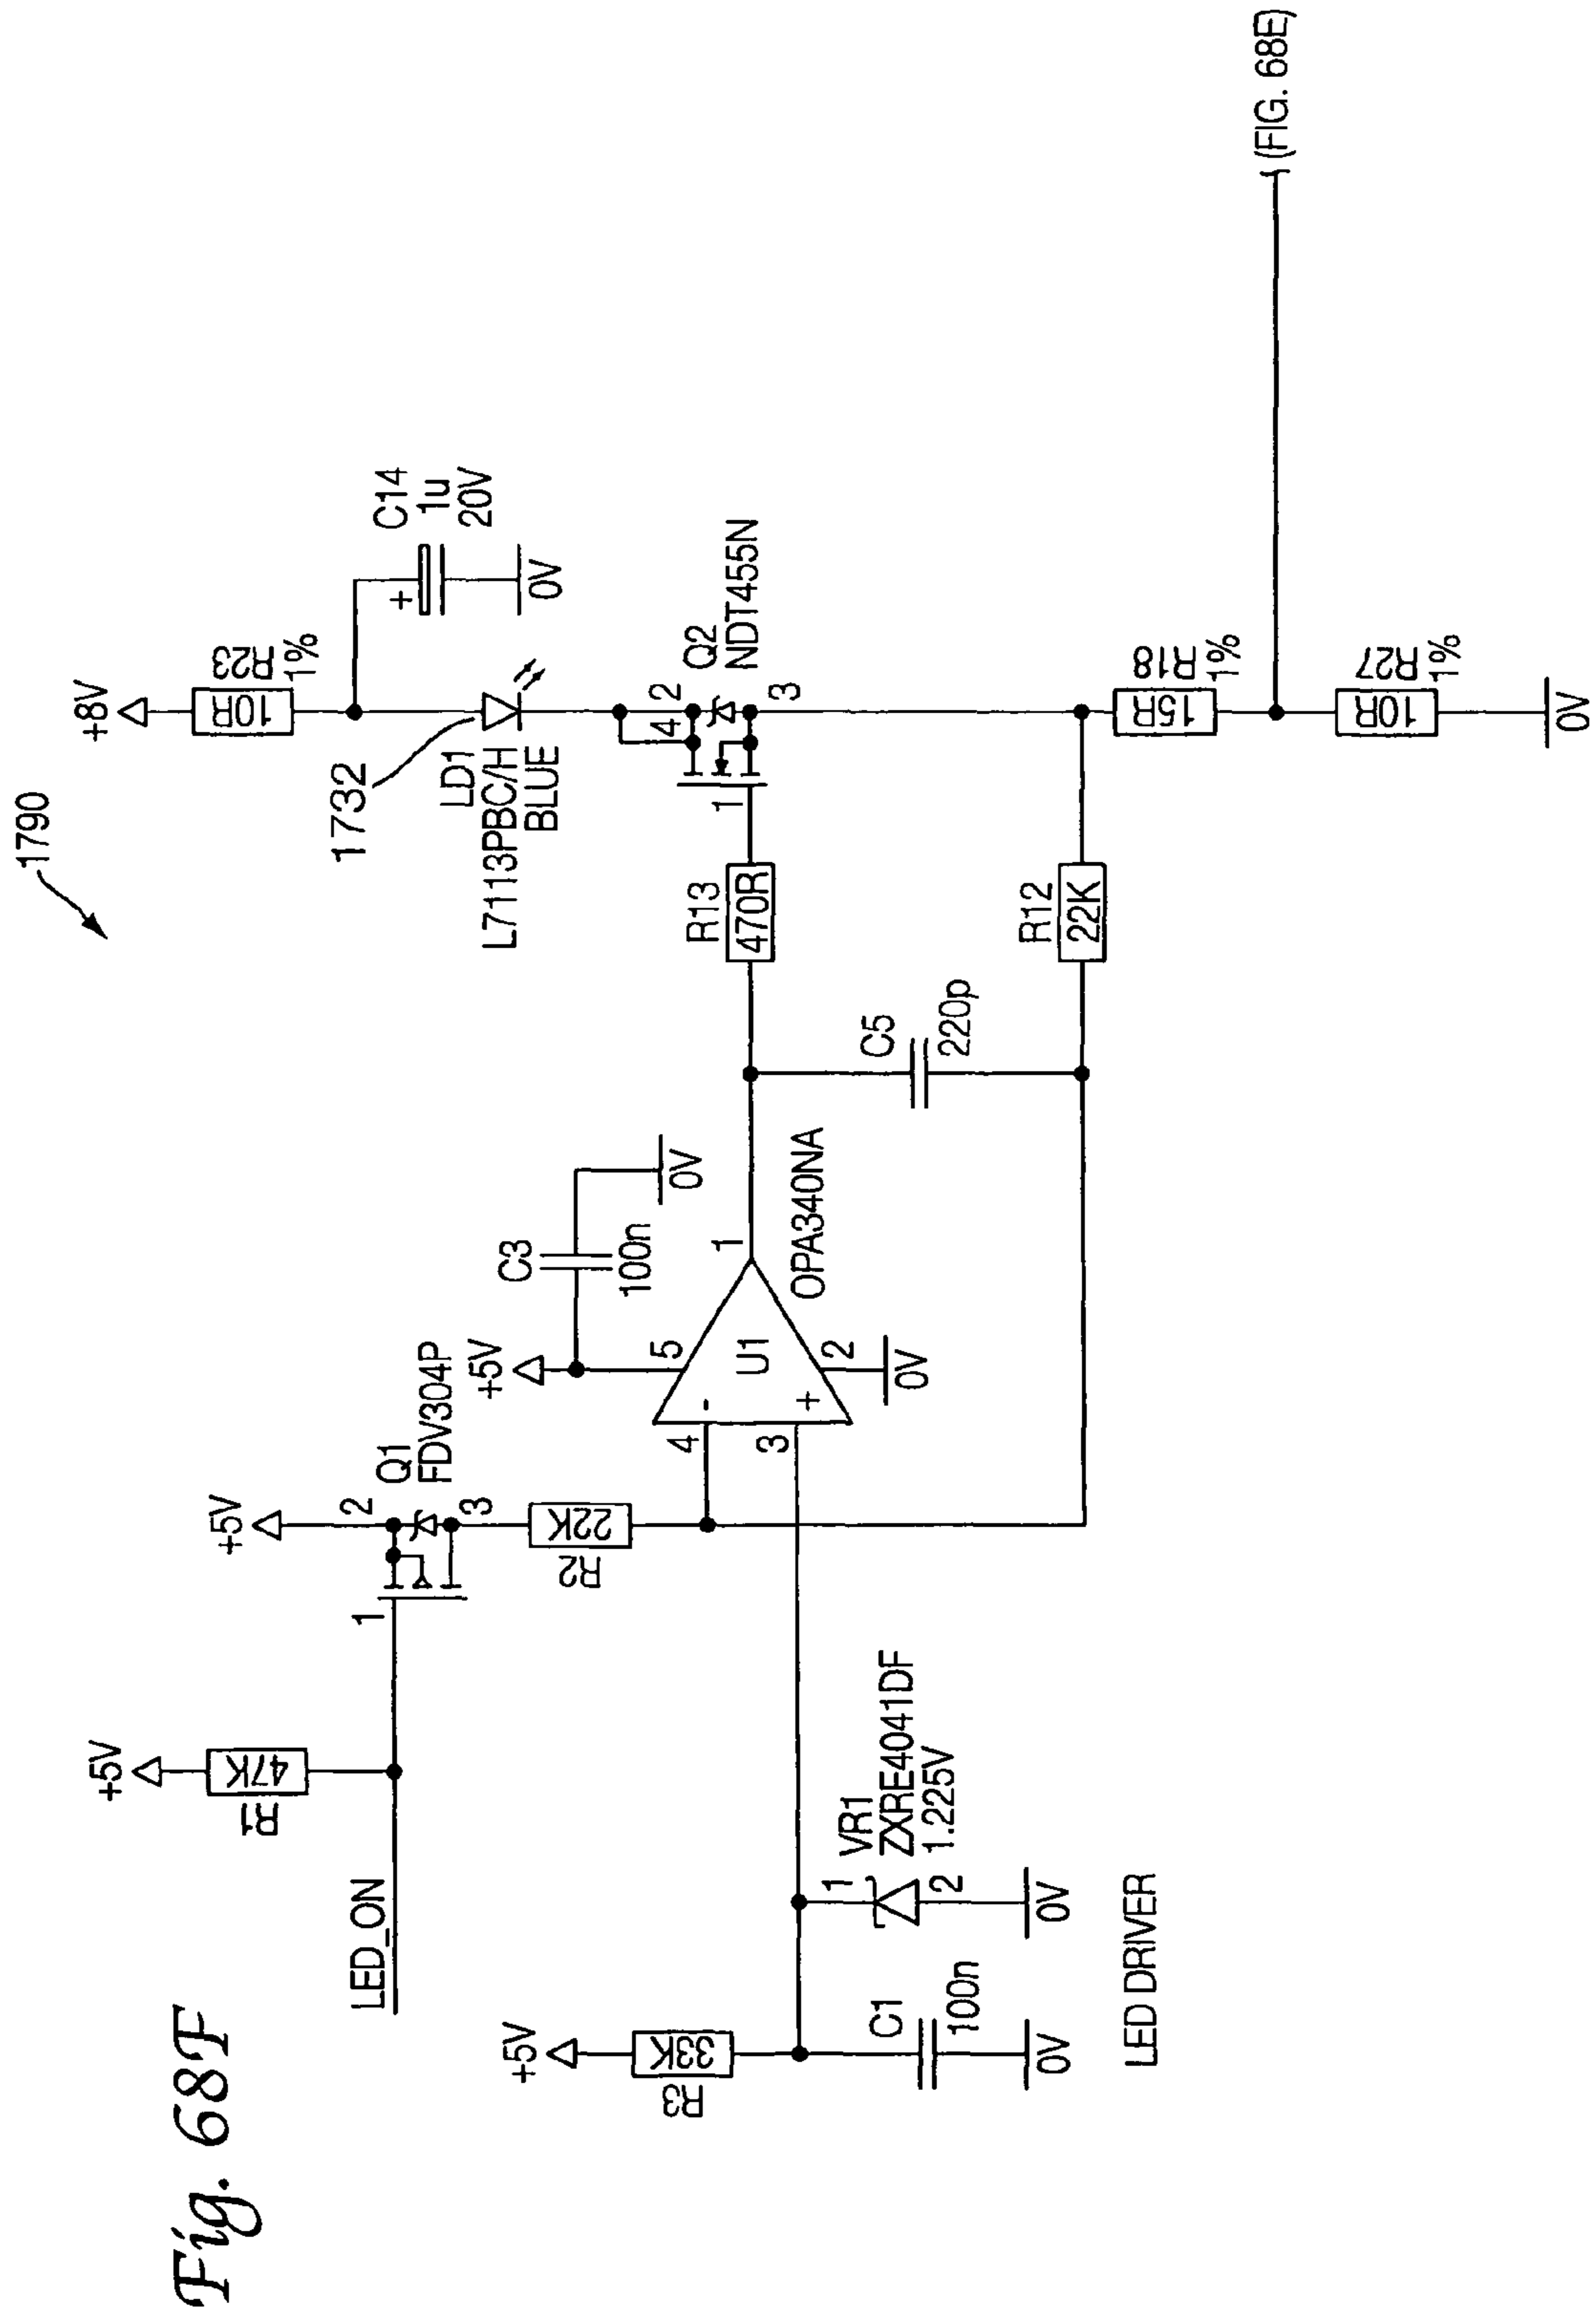 Fig. 68F
1790
LED_ON
+5V
R1
47K
+5V
1
2
3
Q1
FDV304P
R2
22K
+5V
R3
33K
C1
100n
0V
VR1
ZXRE4041DF
1.225V
1
2
0V
LED DRIVER
+5V
C3
100n
0V
4
3
-
+
5
U1
2
0V
1
OPA340NA
C5
220p
R13
470R
R12
22K
+8V
10R
R23
1%
+
C14
1u
20V
0V
1732
LD1
L7113PBC/H
BLUE
1
4
2
3
Q2
NDT455N
15R
R18
1%
10R
R27
1%
0V
(FIG. 68E)